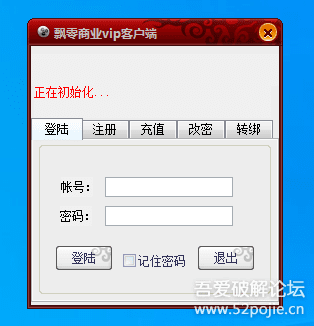 飘零商业vip客户端
正在初始化...
登陆 注册 充值 改密 转绑
帐号：
密码：
登陆 记住密码 退出
吾爱破解论坛
www.52pojie.cn